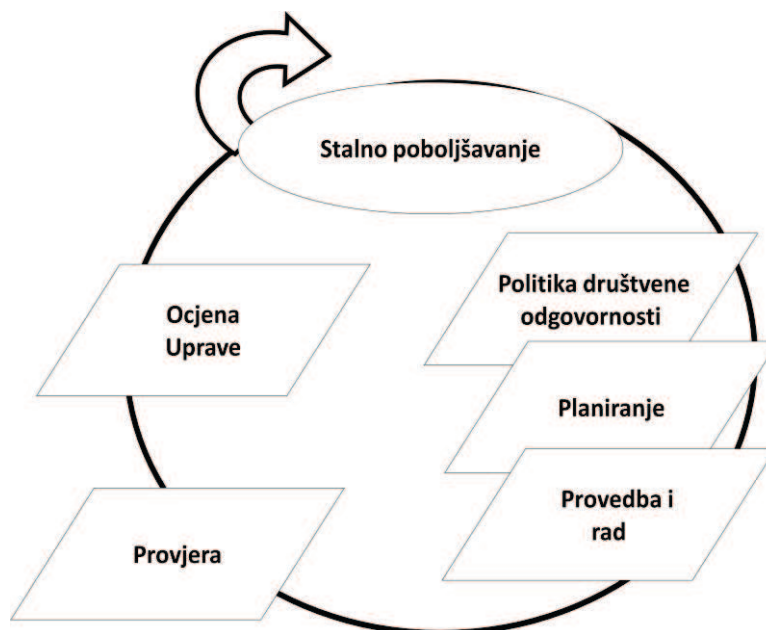 Stalno poboljšavanje
Politika društvene
odgovornosti
Planiranje
Provedba i
rad
Provjera
Ocjena
Uprave